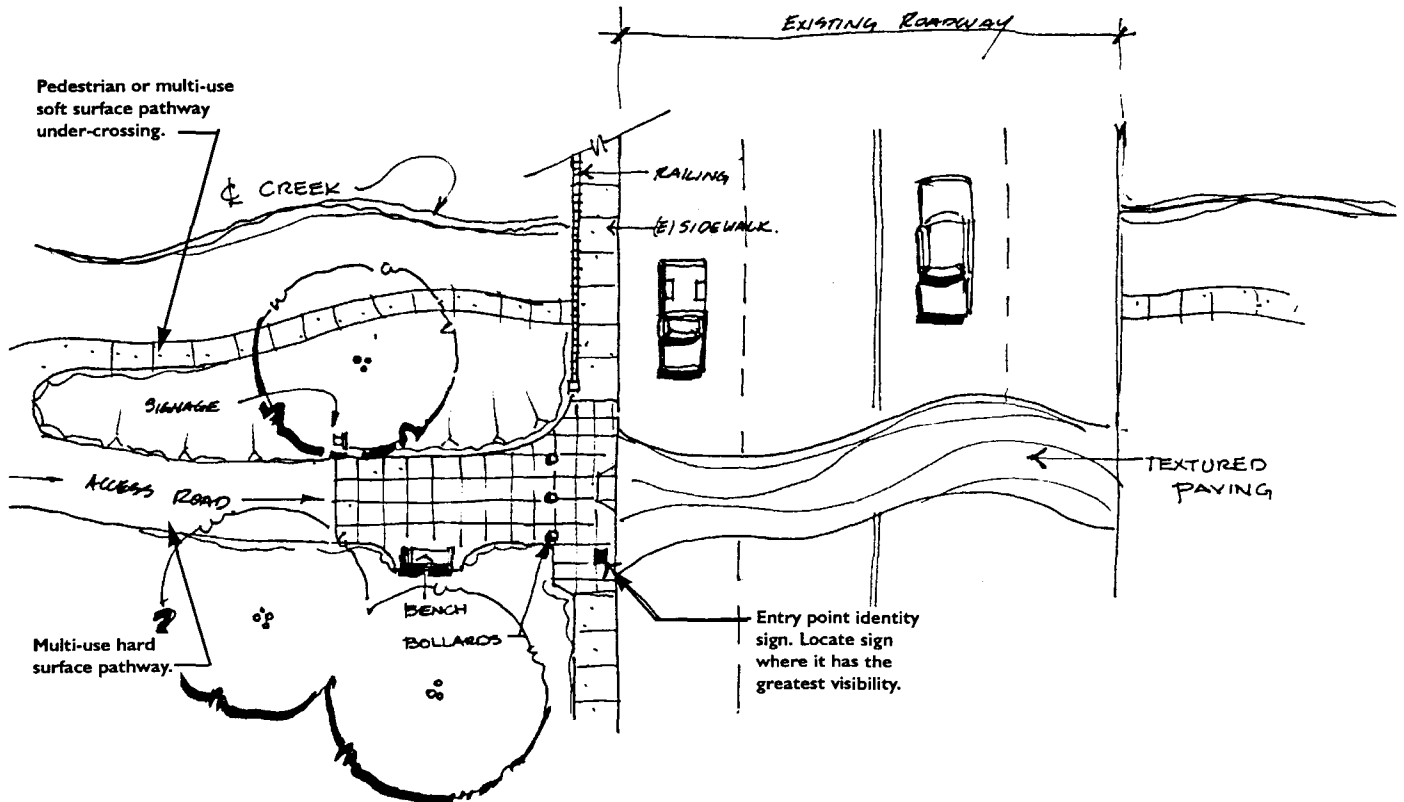 EXISTING ROADWAY
Pedestrian or multi-use
soft surface pathway
under-crossing.
℄ CREEK
RAILING
(E) SIDEWALK.
SIGNAGE
ACCESS ROAD
TEXTURED
PAVING
BENCH
BOLLARDS
Entry point identity
sign. Locate sign
where it has the
greatest visibility.
Multi-use hard
surface pathway.